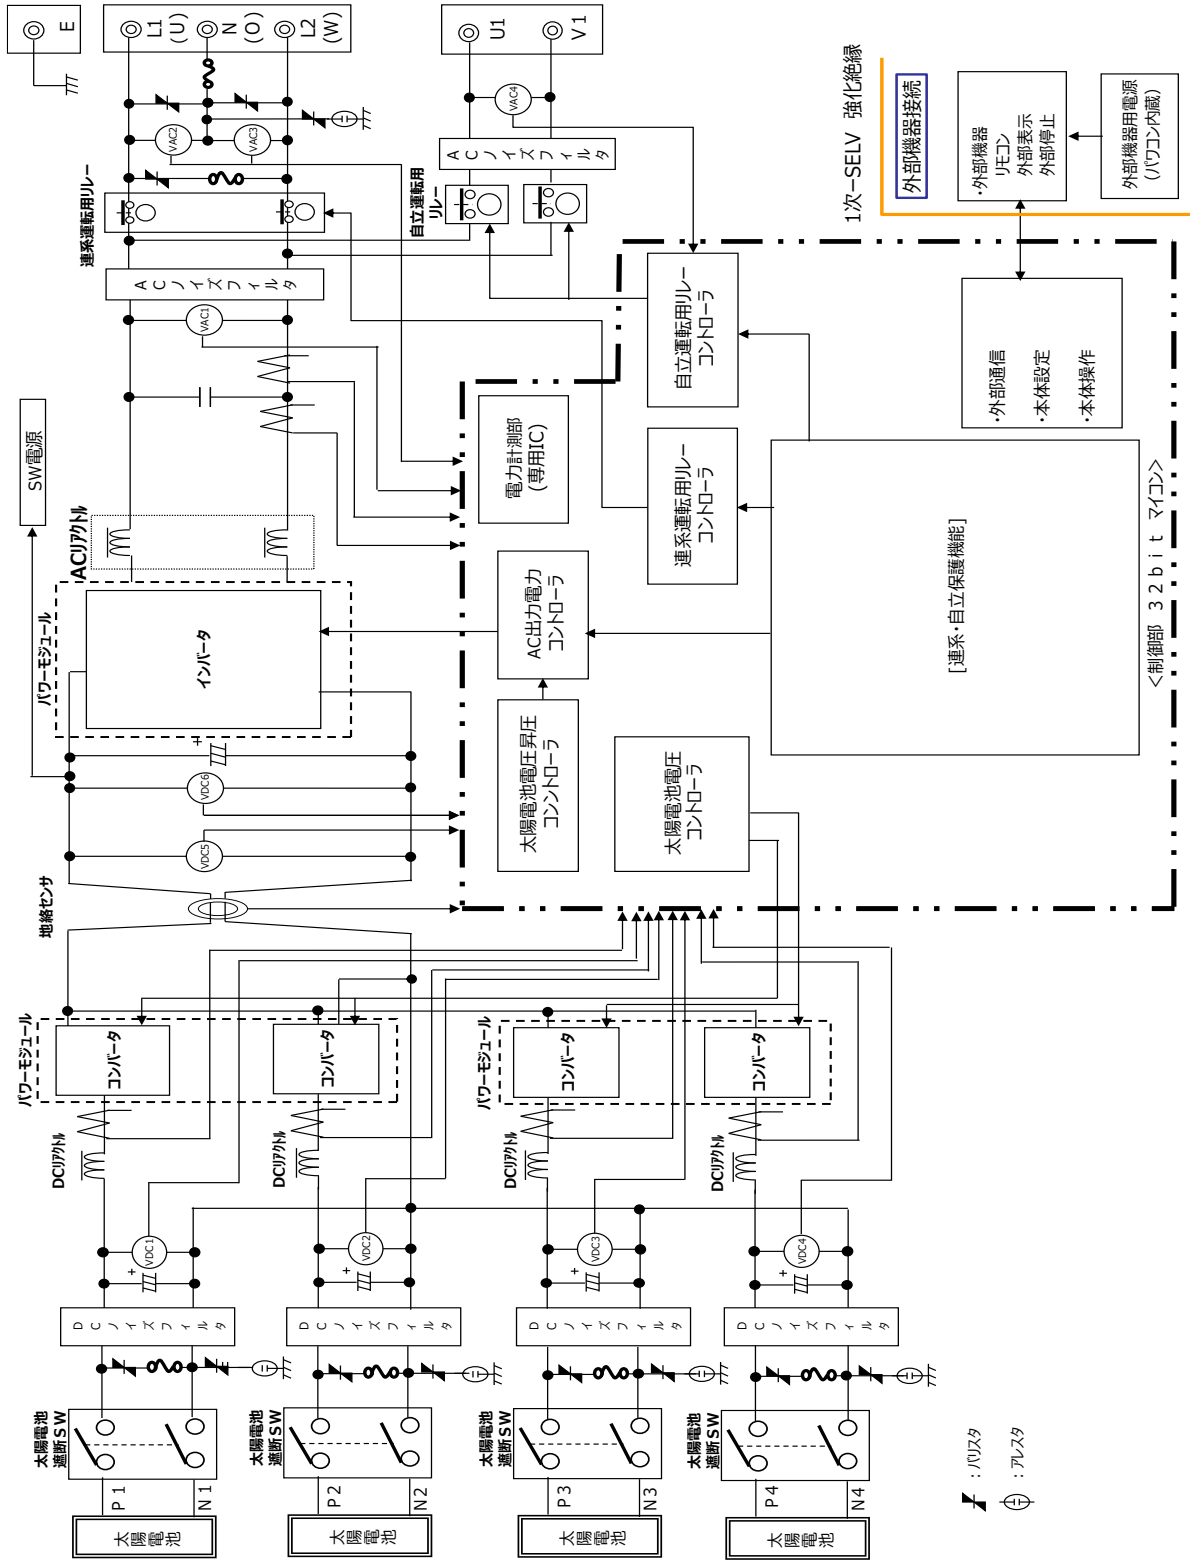 E
L1
(U)
N
(O)
L2
(W)
U1
V1
VAC2
VAC3
VAC4
連系運転用リレー
自立運転用
リレー
ACノイズフィルタ
ACノイズフィルタ
VAC1
1次−SELV 強化絶縁
外部機器接続
・外部機器
リモコン
外部表示
外部停止
外部機器用電源
(パワコン内蔵)
SW電源
ACリアクトル
電力計測部
(専用IC)
自立運転用リレー
コントローラ
連系運転用リレー
コントローラ
・外部通信
・本体設定
・本体操作
パワーモジュール
インバータ
AC出力電力
コントローラ
太陽電池電圧昇圧
コンントローラ
太陽電池電圧
コントローラ
[連系・自立保護機能]
<制御部 32bit マイコン>
+
VDC6
VDC5
地絡センサ
パワーモジュール
コンバータ
コンバータ
パワーモジュール
コンバータ
コンバータ
DCリアクトル
DCリアクトル
DCリアクトル
DCリアクトル
VDC1
+
VDC2
+
VDC3
+
VDC4
+
DCノイズフィルタ
DCノイズフィルタ
DCノイズフィルタ
DCノイズフィルタ
太陽電池
遮断SW
太陽電池
遮断SW
太陽電池
遮断SW
太陽電池
遮断SW
P1
N1
P2
N2
P3
N3
P4
N4
太陽電池
太陽電池
太陽電池
太陽電池
：バリスタ
：アレスタ